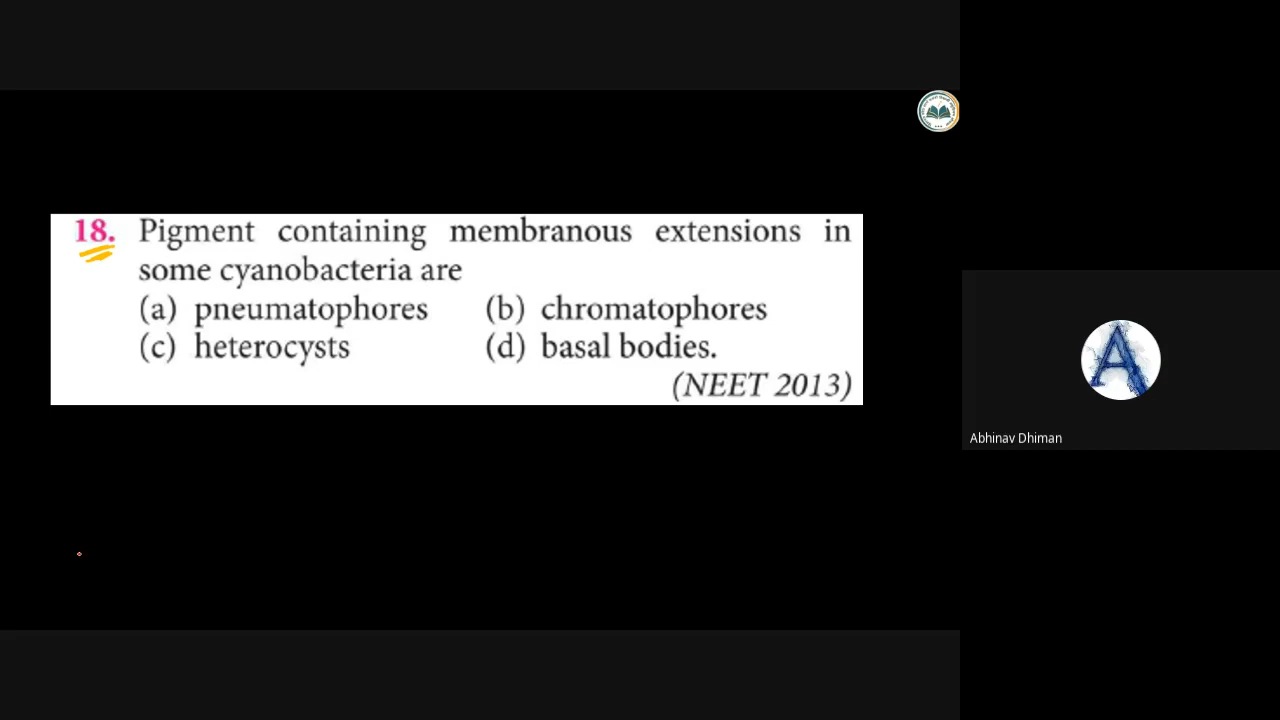 18. Pigment containing membranous extensions in
some cyanobacteria are
(a) pneumatophores (b) chromatophores
(c) heterocysts (d) basal bodies.
(NEET 2013)
A
Abhinav Dhiman